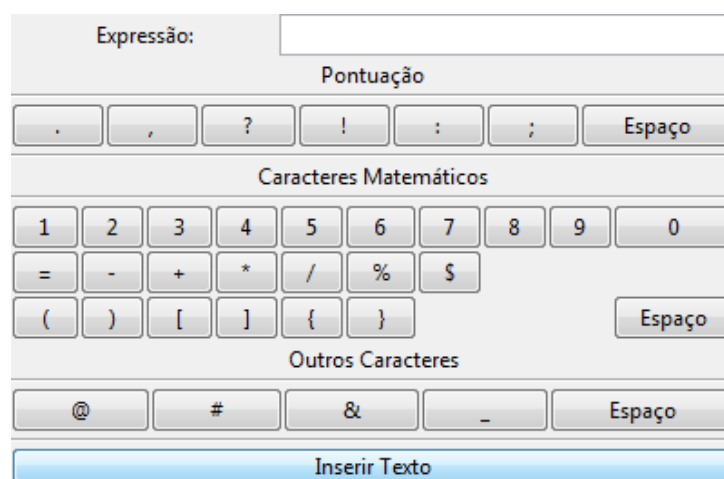 Expressão:
Pontuação
. , ? ! : ; Espaço
Caracteres Matemáticos
1 2 3 4 5 6 7 8 9 0
= - + * / % $
( ) [ ] { } Espaço
Outros Caracteres
@ # & _ Espaço
Inserir Texto